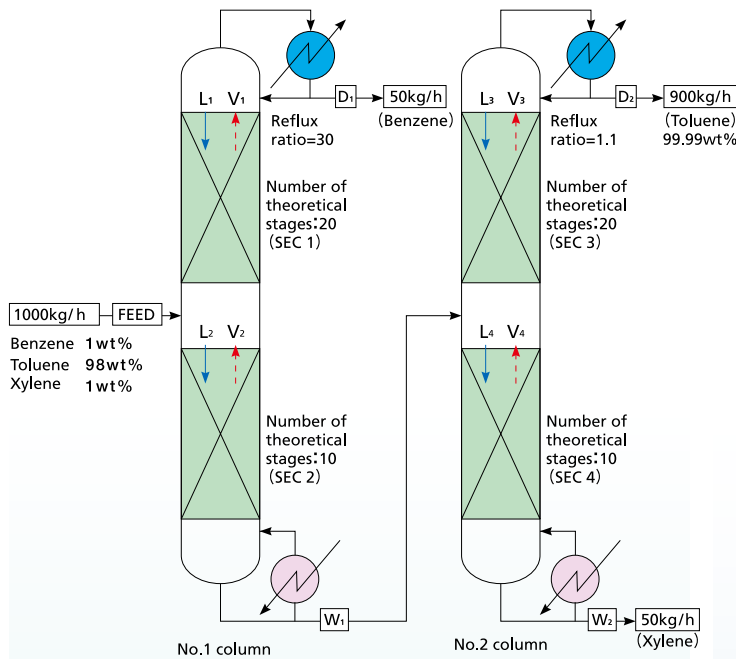 L₁ V₁
D₁
50kg/h
(Benzene)
Reflux
ratio=30
Number of
theoretical
stages:20
(SEC 1)
1000kg/h
FEED
Benzene 1wt%
Toluene 98wt%
Xylene 1wt%
L₂ V₂
Number of
theoretical
stages:10
(SEC 2)
W₁
No.1 column
L₃ V₃
D₂
900kg/h
(Toluene)
99.99wt%
Reflux
ratio=1.1
Number of
theoretical
stages:20
(SEC 3)
L₄ V₄
Number of
theoretical
stages:10
(SEC 4)
W₂
50kg/h
(Xylene)
No.2 column